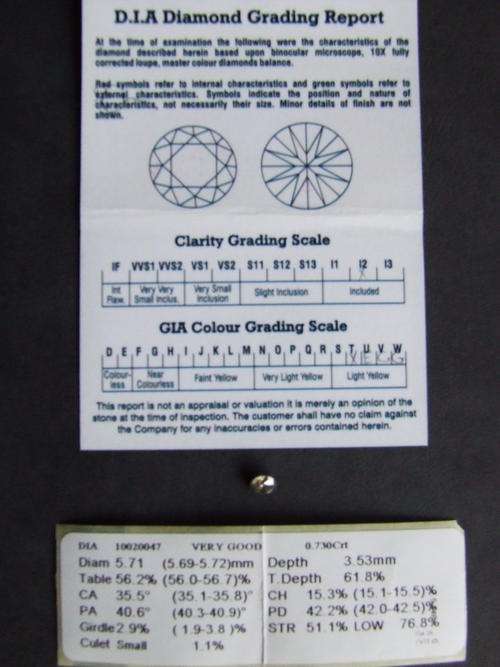 D.I.A Diamond Grading Report
At the time of examination the following were the characteristics of the
diamond described herein based upon binocular microscope, 10X fully
corrected loupe, master colour diamonds balance.
Red symbols refer to internal characteristics and green symbols refer to
external characteristics. Symbols indicate the position and nature of
characteristics, not necessarily their size. Minor details of finish are not
shown.
Clarity Grading Scale
IF VVS1 VVS2 VS1 VS2 S11 S12 S13 I1 I2 I3
X
Int Flaw. Very Very Small Inclus. Very Small Inclusion Slight Inclusion Included
GIA Colour Grading Scale
D E F G H I J K L M N O P Q R S T U V W
Colour-less Near Colourless Faint Yellow Very Light Yellow Light Yellow
This report is not an appraisal or valuation it is merely an opinion of the
stone at the time of inspection. The customer shall have no claim against
the Company for any inaccuracies or errors contained herein.
DIA 10020047 VERY GOOD 0.730Crt
Diam 5.71 (5.69-5.72)mm Depth 3.53mm
Table 56.2% (56.0-56.7)% T.Depth 61.8%
CA 35.5° (35.1-35.8)° CH 15.3% (15.1-15.5)%
PA 40.6° (40.3-40.9)° PD 42.2% (42.0-42.5)%
Girdle 2.9% ( 1.9-3.8 )% STR 51.1% LOW 76.8%
Culet Small 1.1%